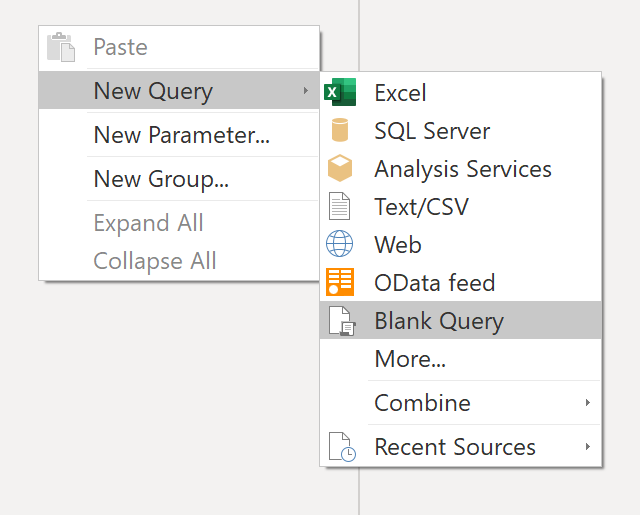 Paste
New Query
New Parameter...
New Group...
Expand All
Collapse All
Excel
SQL Server
Analysis Services
Text/CSV
Web
OData feed
Blank Query
More...
Combine
Recent Sources